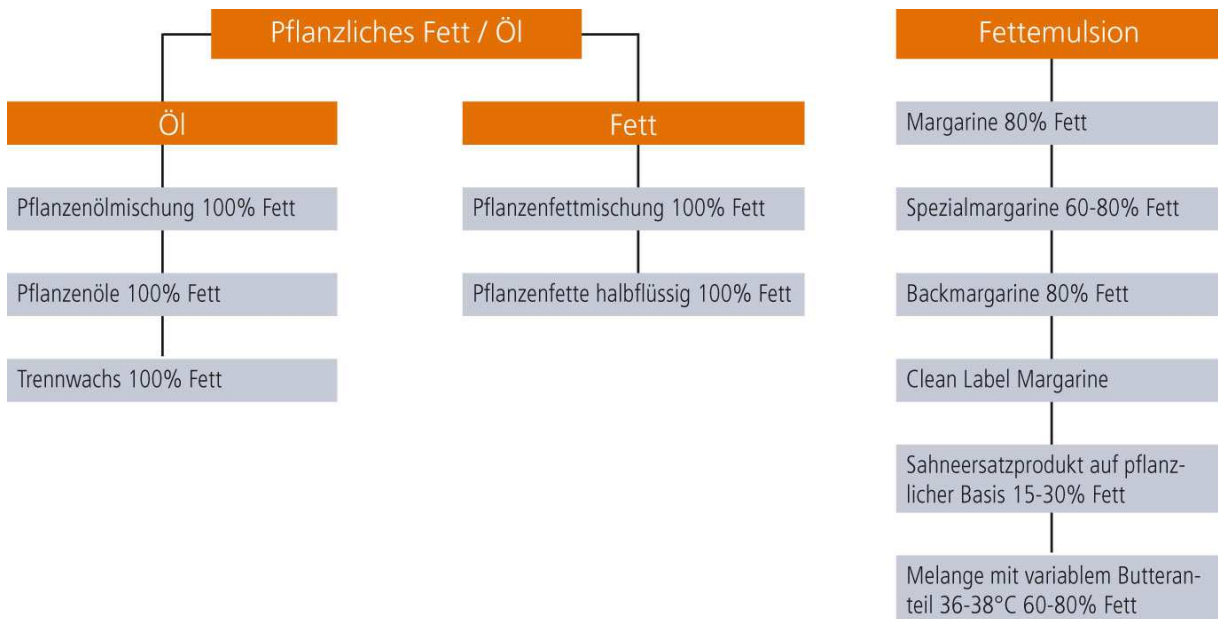 Pflanzliches Fett / Öl
Öl
Pflanzenölmischung 100% Fett
Pflanzenöle 100% Fett
Trennwachs 100% Fett
Fett
Pflanzenfettmischung 100% Fett
Pflanzenfette halbflüssig 100% Fett
Fettemulsion
Margarine 80% Fett
Spezialmargarine 60-80% Fett
Backmargarine 80% Fett
Clean Label Margarine
Sahneersatzprodukt auf pflanz-
licher Basis 15-30% Fett
Melange mit variablem Butteran-
teil 36-38°C 60-80% Fett